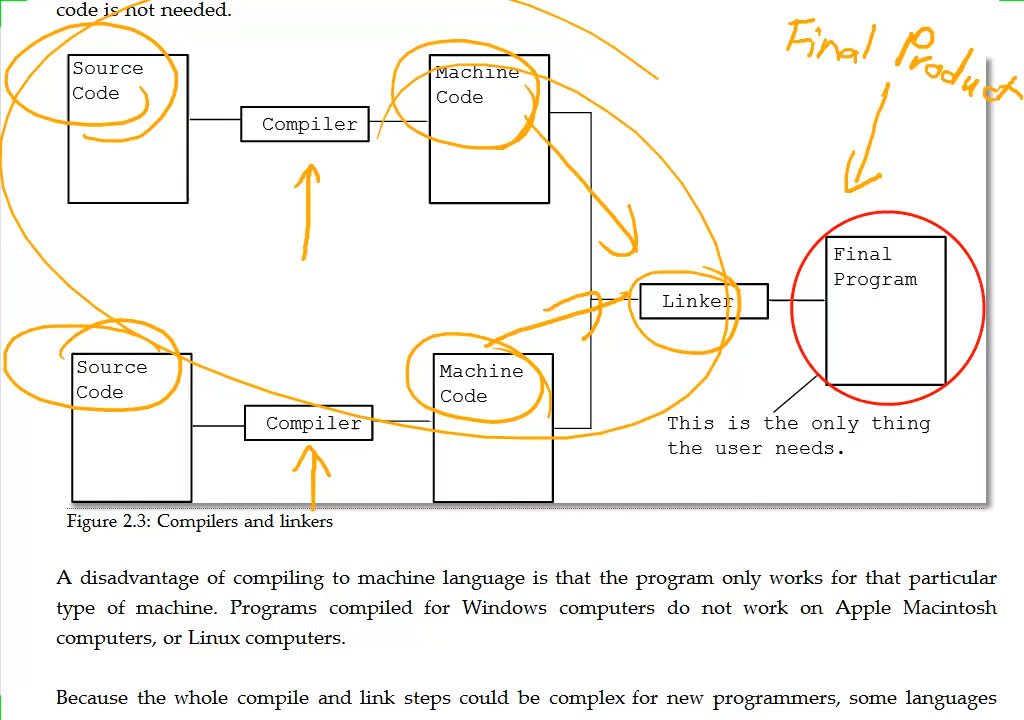 code is not needed.
Final Product
Source
Code
Compiler
Machine
Code
Final
Program
Linker
Source
Code
Compiler
Machine
Code
This is the only thing
the user needs.
Figure 2.3: Compilers and linkers
A disadvantage of compiling to machine language is that the program only works for that particular
type of machine. Programs compiled for Windows computers do not work on Apple Macintosh
computers, or Linux computers.
Because the whole compile and link steps could be complex for new programmers, some languages